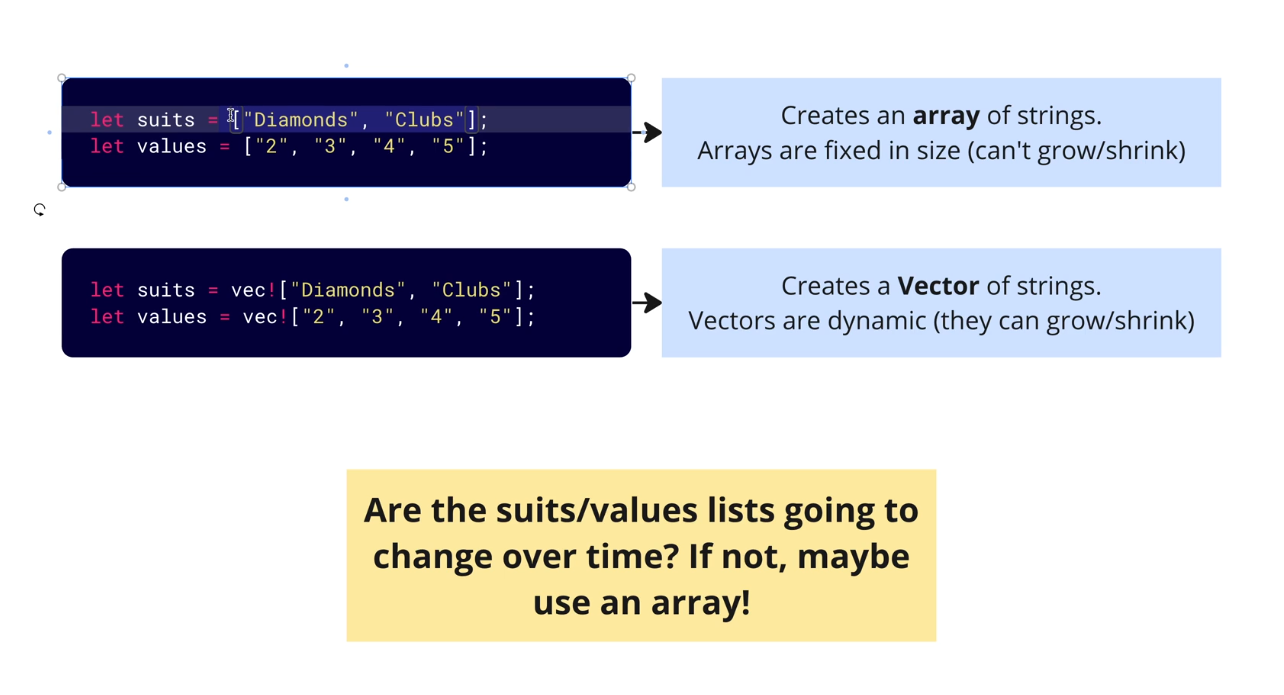 let suits = ["Diamonds", "Clubs"];
let values = ["2", "3", "4", "5"];
Creates an array of strings.
Arrays are fixed in size (can't grow/shrink)
let suits = vec!["Diamonds", "Clubs"];
let values = vec!["2", "3", "4", "5"];
Creates a Vector of strings.
Vectors are dynamic (they can grow/shrink)
Are the suits/values lists going to
change over time? If not, maybe
use an array!